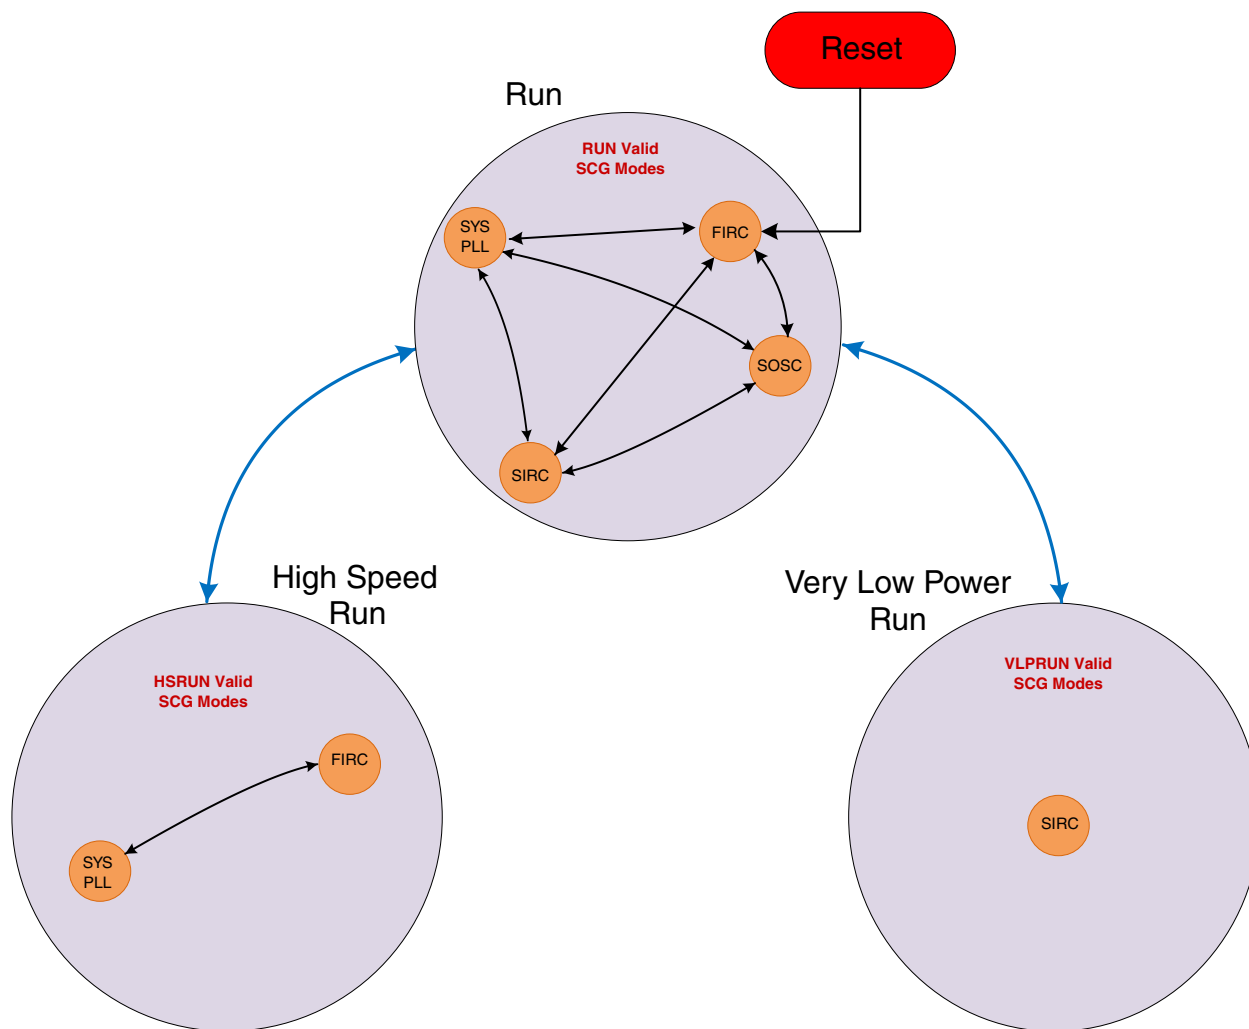 Reset
Run
RUN Valid
SCG Modes
SYS
PLL
FIRC
SOSC
SIRC
High Speed
Run
HSRUN Valid
SCG Modes
FIRC
SYS
PLL
Very Low Power
Run
VLPRUN Valid
SCG Modes
SIRC